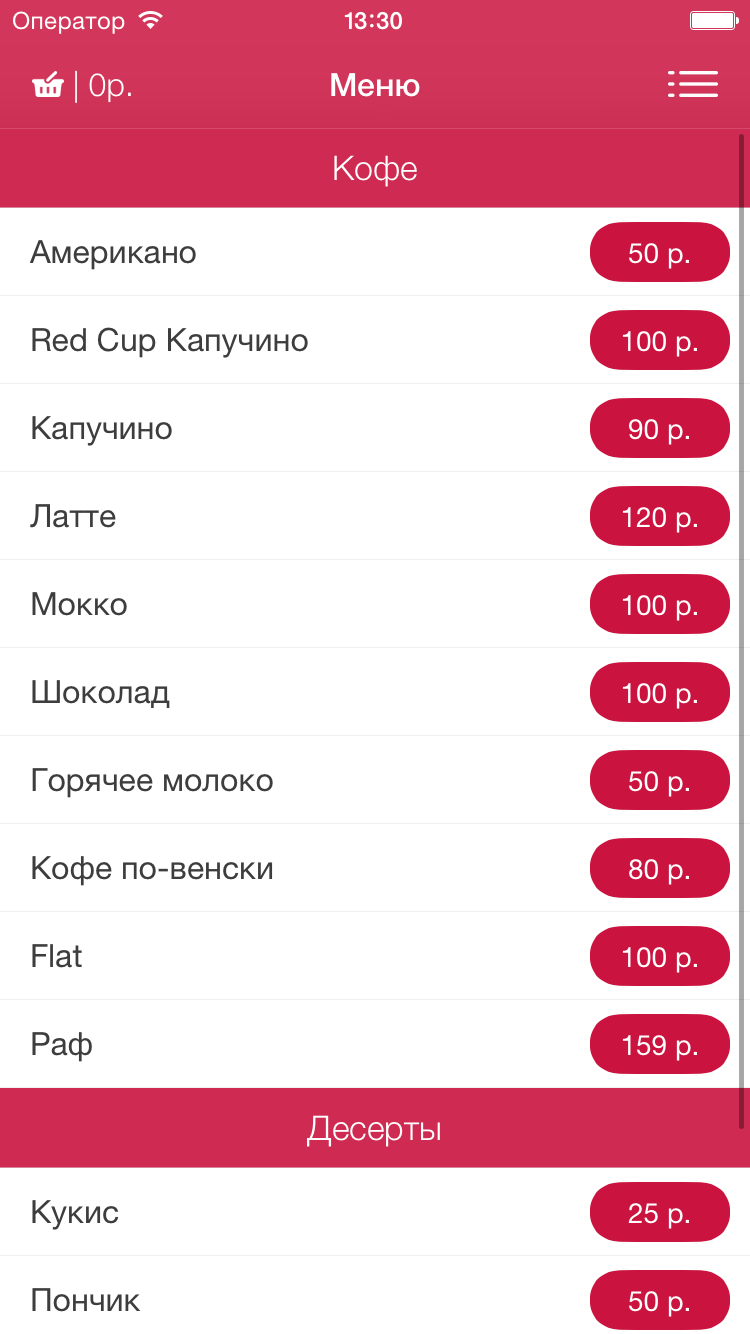 Оператор 13:30
| 0р. Меню
Кофе
Американо 50 р.
Red Cup Капучино 100 р.
Капучино 90 р.
Латте 120 р.
Мокко 100 р.
Шоколад 100 р.
Горячее молоко 50 р.
Кофе по-венски 80 р.
Flat 100 р.
Раф 159 р.
Десерты
Кукис 25 р.
Пончик 50 р.